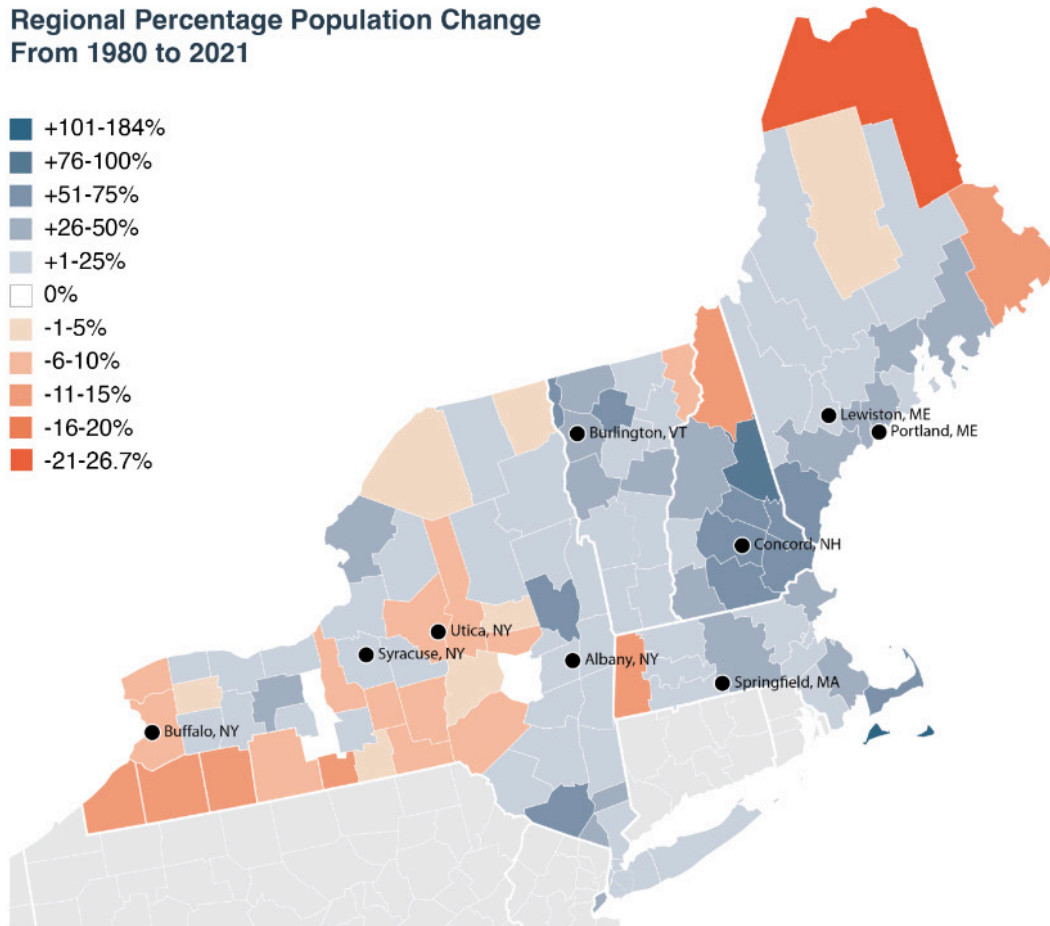 Regional Percentage Population Change
From 1980 to 2021
+101-184%
+76-100%
+51-75%
+26-50%
+1-25%
0%
-1-5%
-6-10%
-11-15%
-16-20%
-21-26.7%
Lewiston, ME
Portland, ME
Burlington, VT
Concord, NH
Utica, NY
Syracuse, NY
Albany, NY
Springfield, MA
Buffalo, NY